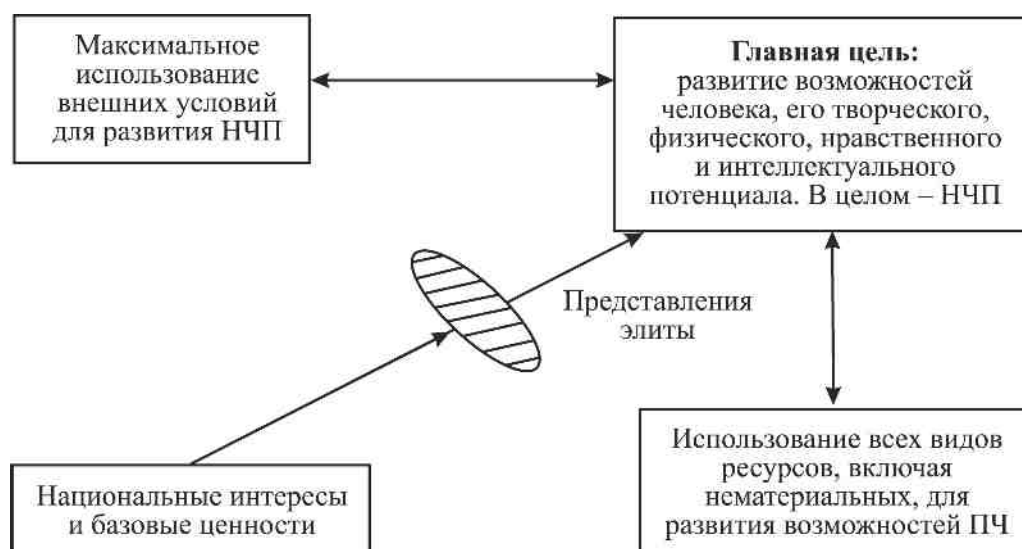 Максимальное
использование
внешних условий
для развития НЧП
Главная цель:
развитие возможностей
человека, его творческого,
физического, нравственного
и интеллектуального
потенциала. В целом – НЧП
Представления
элиты
Национальные интересы
и базовые ценности
Использование всех видов
ресурсов, включая
нематериальных, для
развития возможностей ПЧ